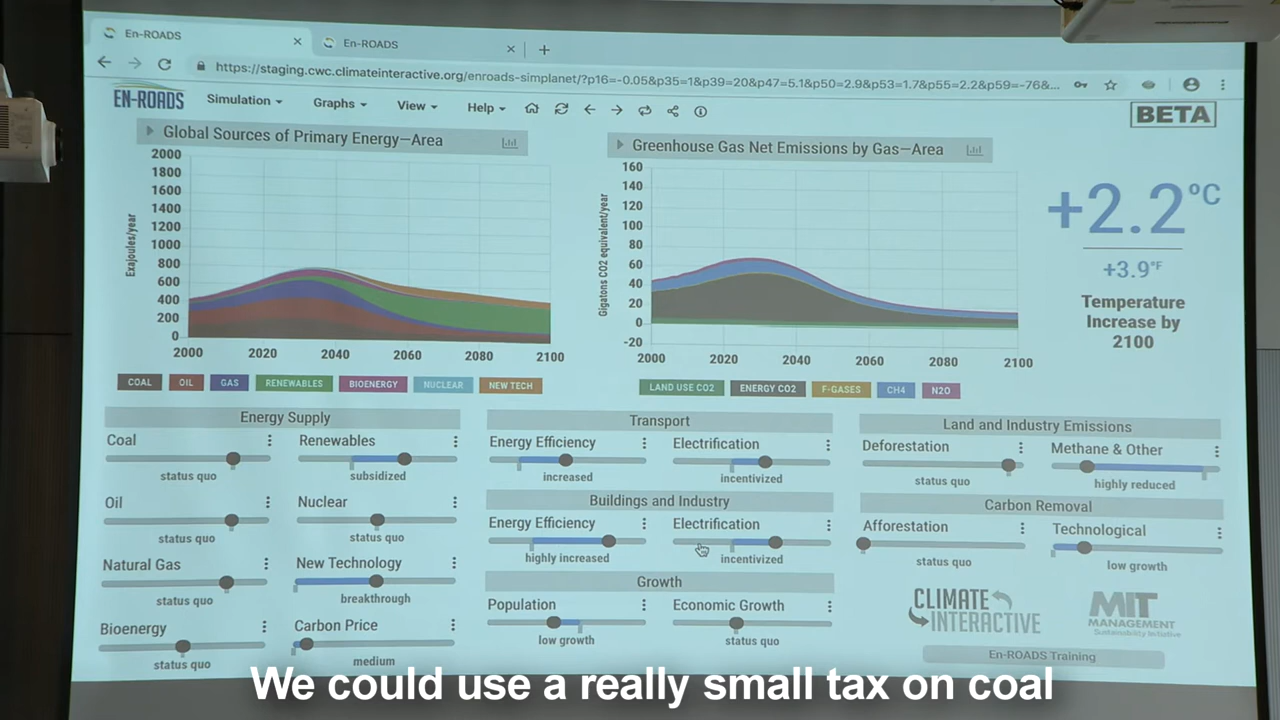 En-ROADS
En-ROADS
https://staging.cwc.climateinteractive.org/enroads-simplanet/?p16=-0.05&p35=1&p39=20&p47=5.1&p50=2.9&p53=1.7&p55=2.2&p59=-76&...
EN-ROADS Simulation Graphs View Help
BETA
Global Sources of Primary Energy—Area
2000
1800
1600
1400
1200
1000
800
600
400
200
0
Exajoules/year
2000 2020 2040 2060 2080 2100
COAL OIL GAS RENEWABLES BIOENERGY NUCLEAR NEW TECH
Greenhouse Gas Net Emissions by Gas—Area
160
140
120
100
80
60
40
20
0
-20
Gigatons CO2 equivalent/year
2000 2020 2040 2060 2080 2100
LAND USE CO2 ENERGY CO2 F-GASES CH4 N2O
+2.2°C
+3.9°F
Temperature
Increase by
2100
Energy Supply
Coal
status quo
Renewables
subsidized
Oil
status quo
Nuclear
status quo
Natural Gas
status quo
New Technology
breakthrough
Bioenergy
status quo
Carbon Price
medium
Transport
Energy Efficiency
increased
Electrification
incentivized
Buildings and Industry
Energy Efficiency
highly increased
Electrification
incentivized
Growth
Population
low growth
Economic Growth
status quo
Land and Industry Emissions
Deforestation
status quo
Methane & Other
highly reduced
Carbon Removal
Afforestation
status quo
Technological
low growth
CLIMATE
INTERACTIVE
MIT
MANAGEMENT
Sustainability Initiative
En-ROADS Training
We could use a really small tax on coal